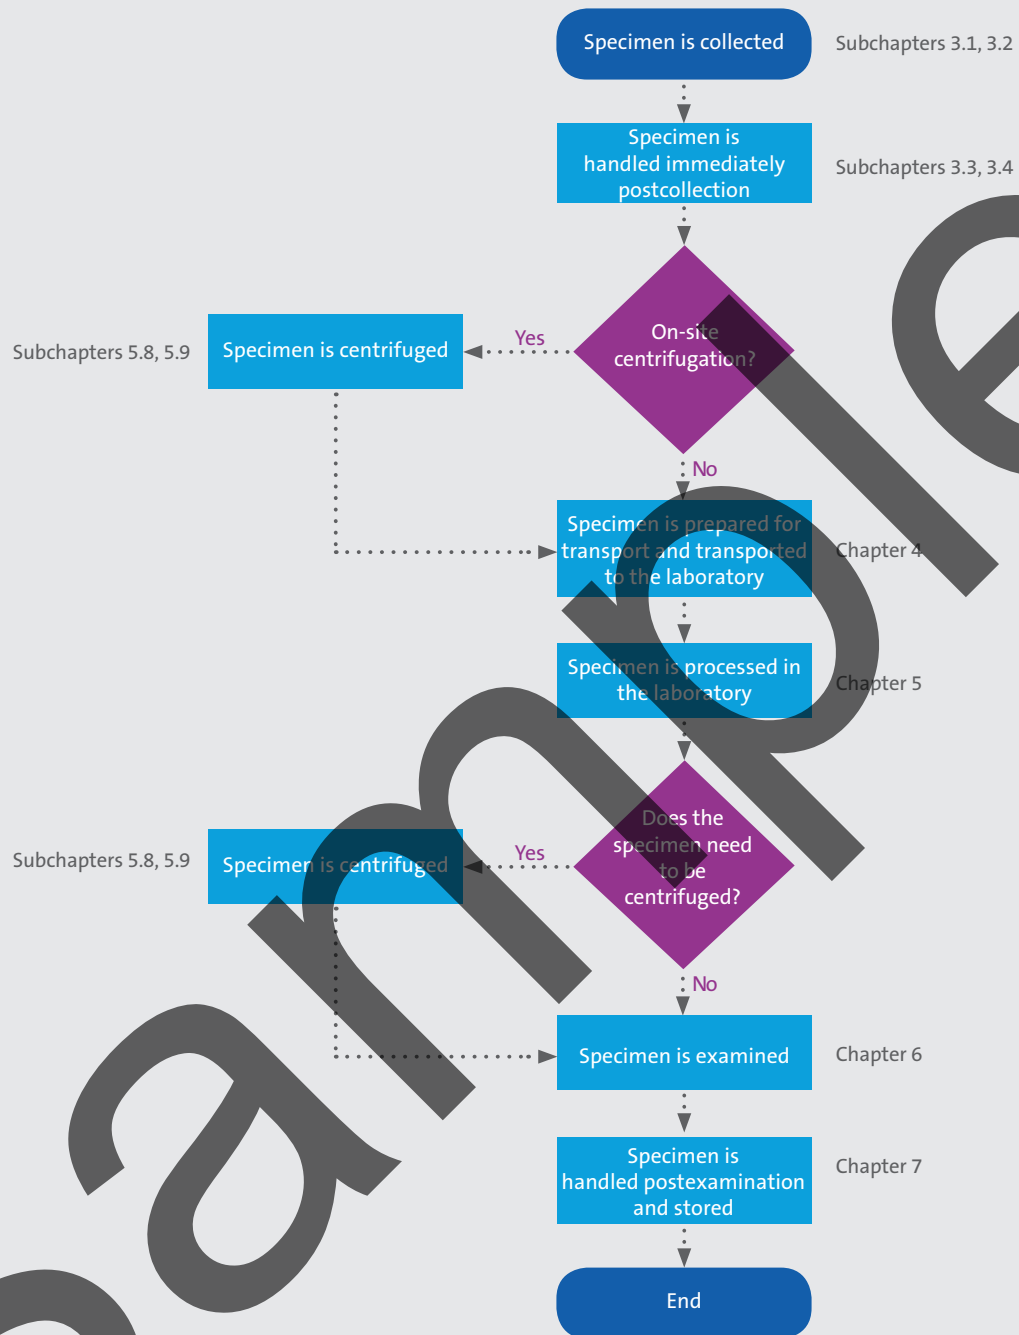 Specimen is collected
Subchapters 3.1, 3.2
Specimen is
handled immediately
postcollection
Subchapters 3.3, 3.4
On-site
centrifugation?
Yes
Specimen is centrifuged
Subchapters 5.8, 5.9
No
Specimen is prepared for
transport and transported
to the laboratory
Chapter 4
Specimen is processed in
the laboratory
Chapter 5
Does the
specimen need
to be
centrifuged?
Yes
Specimen is centrifuged
Subchapters 5.8, 5.9
No
Specimen is examined
Chapter 6
Specimen is
handled postexamination
and stored
Chapter 7
End
ample